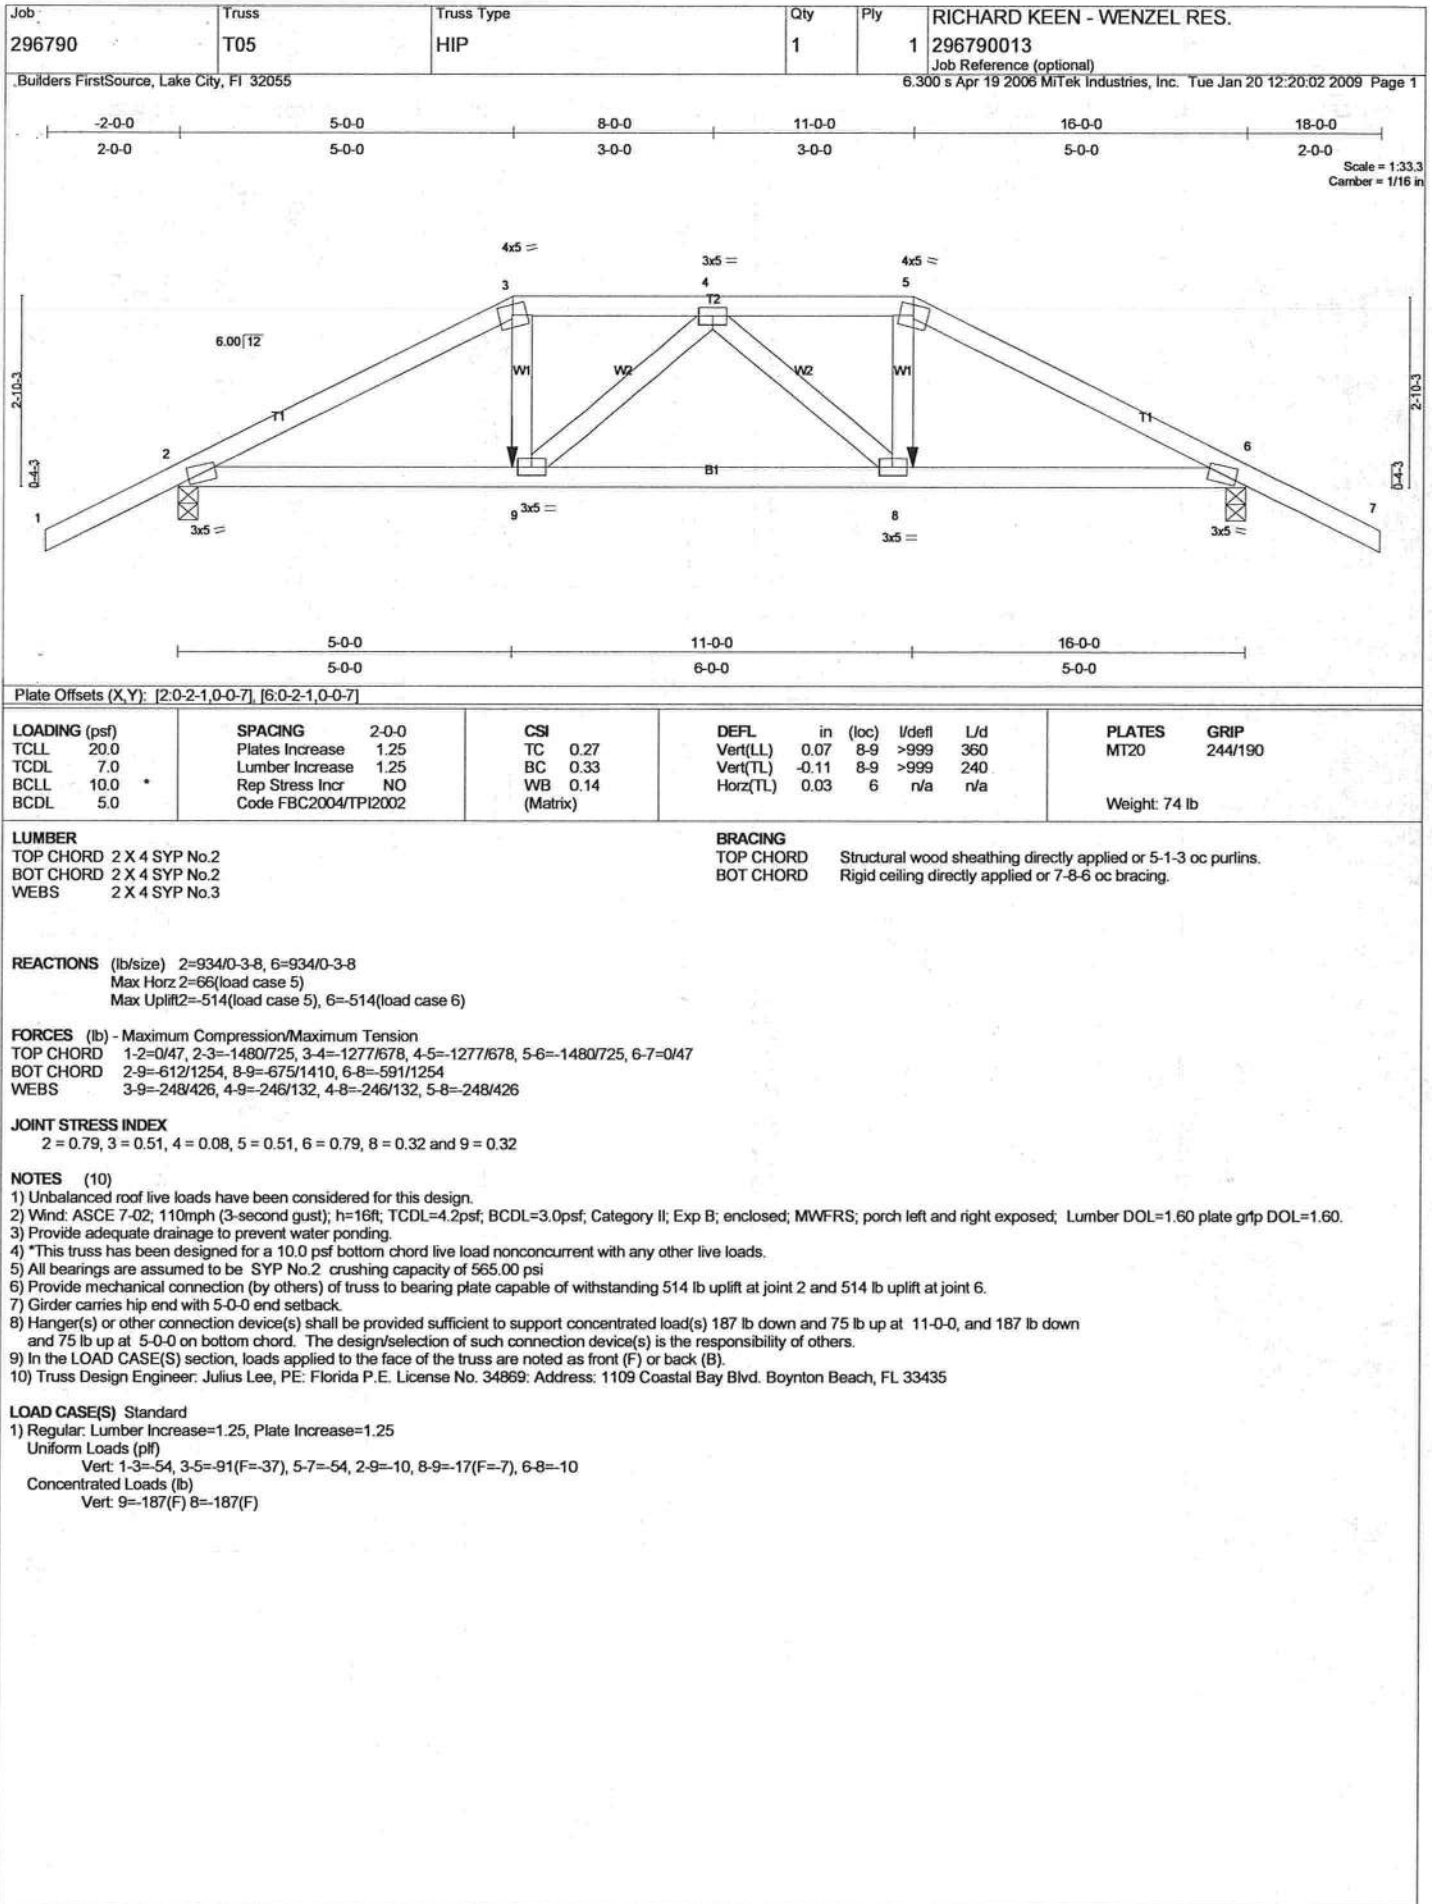 Job Truss Truss Type Qty Ply RICHARD KEEN - WENZEL RES.
296790 T05 HIP 1 1 296790013
Job Reference (optional)
Builders FirstSource, Lake City, Fl 32055 6.300 s Apr 19 2006 MiTek Industries, Inc. Tue Jan 20 12:20:02 2009 Page 1
-2-0-0 5-0-0 8-0-0 11-0-0 16-0-0 18-0-0
2-0-0 5-0-0 3-0-0 3-0-0 5-0-0 2-0-0
Scale = 1:33.3
Camber = 1/16 in
4x5 = 3x5 = 4x5 =
3 4 5
T2
6.00 12
W1 W2 W2 W1
2-10-3 2-10-3
T1 T1
2 6
0-4-3 B1 0-4-3
1 7
3x5 = 9 3x5 = 8 3x5 =
3x5 =
5-0-0 11-0-0 16-0-0
5-0-0 6-0-0 5-0-0
Plate Offsets (X,Y): [2:0-2-1,0-0-7], [6:0-2-1,0-0-7]
LOADING (psf) SPACING 2-0-0 CSI DEFL in (loc) l/defl L/d PLATES GRIP
TCLL 20.0 Plates Increase 1.25 TC 0.27 Vert(LL) 0.07 8-9 >999 360 MT20 244/190
TCDL 7.0 Lumber Increase 1.25 BC 0.33 Vert(TL) -0.11 8-9 >999 240
BCLL 10.0 * Rep Stress Incr NO WB 0.14 Horz(TL) 0.03 6 n/a n/a
BCDL 5.0 Code FBC2004/TPI2002 (Matrix) Weight: 74 lb
LUMBER BRACING
TOP CHORD 2 X 4 SYP No.2 TOP CHORD Structural wood sheathing directly applied or 5-1-3 oc purlins.
BOT CHORD 2 X 4 SYP No.2 BOT CHORD Rigid ceiling directly applied or 7-8-6 oc bracing.
WEBS 2 X 4 SYP No.3
REACTIONS (lb/size) 2=934/0-3-8, 6=934/0-3-8
Max Horz 2=66(load case 5)
Max Uplift2=-514(load case 5), 6=-514(load case 6)
FORCES (lb) - Maximum Compression/Maximum Tension
TOP CHORD 1-2=0/47, 2-3=-1480/725, 3-4=-1277/678, 4-5=-1277/678, 5-6=-1480/725, 6-7=0/47
BOT CHORD 2-9=-612/1254, 8-9=-675/1410, 6-8=-591/1254
WEBS 3-9=-248/426, 4-9=-246/132, 4-8=-246/132, 5-8=-248/426
JOINT STRESS INDEX
2 = 0.79, 3 = 0.51, 4 = 0.08, 5 = 0.51, 6 = 0.79, 8 = 0.32 and 9 = 0.32
NOTES (10)
1) Unbalanced roof live loads have been considered for this design.
2) Wind: ASCE 7-02; 110mph (3-second gust); h=16ft; TCDL=4.2psf; BCDL=3.0psf; Category II; Exp B; enclosed; MWFRS; porch left and right exposed; Lumber DOL=1.60 plate grip DOL=1.60.
3) Provide adequate drainage to prevent water ponding.
4) *This truss has been designed for a 10.0 psf bottom chord live load nonconcurrent with any other live loads.
5) All bearings are assumed to be SYP No.2 crushing capacity of 565.00 psi
6) Provide mechanical connection (by others) of truss to bearing plate capable of withstanding 514 lb uplift at joint 2 and 514 lb uplift at joint 6.
7) Girder carries hip end with 5-0-0 end setback.
8) Hanger(s) or other connection device(s) shall be provided sufficient to support concentrated load(s) 187 lb down and 75 lb up at 11-0-0, and 187 lb down
and 75 lb up at 5-0-0 on bottom chord. The design/selection of such connection device(s) is the responsibility of others.
9) In the LOAD CASE(S) section, loads applied to the face of the truss are noted as front (F) or back (B).
10) Truss Design Engineer: Julius Lee, PE: Florida P.E. License No. 34869: Address: 1109 Coastal Bay Blvd. Boynton Beach, FL 33435
LOAD CASE(S) Standard
1) Regular: Lumber Increase=1.25, Plate Increase=1.25
Uniform Loads (plf)
Vert: 1-3=-54, 3-5=-91(F=-37), 5-7=-54, 2-9=-10, 8-9=-17(F=-7), 6-8=-10
Concentrated Loads (lb)
Vert: 9=-187(F) 8=-187(F)